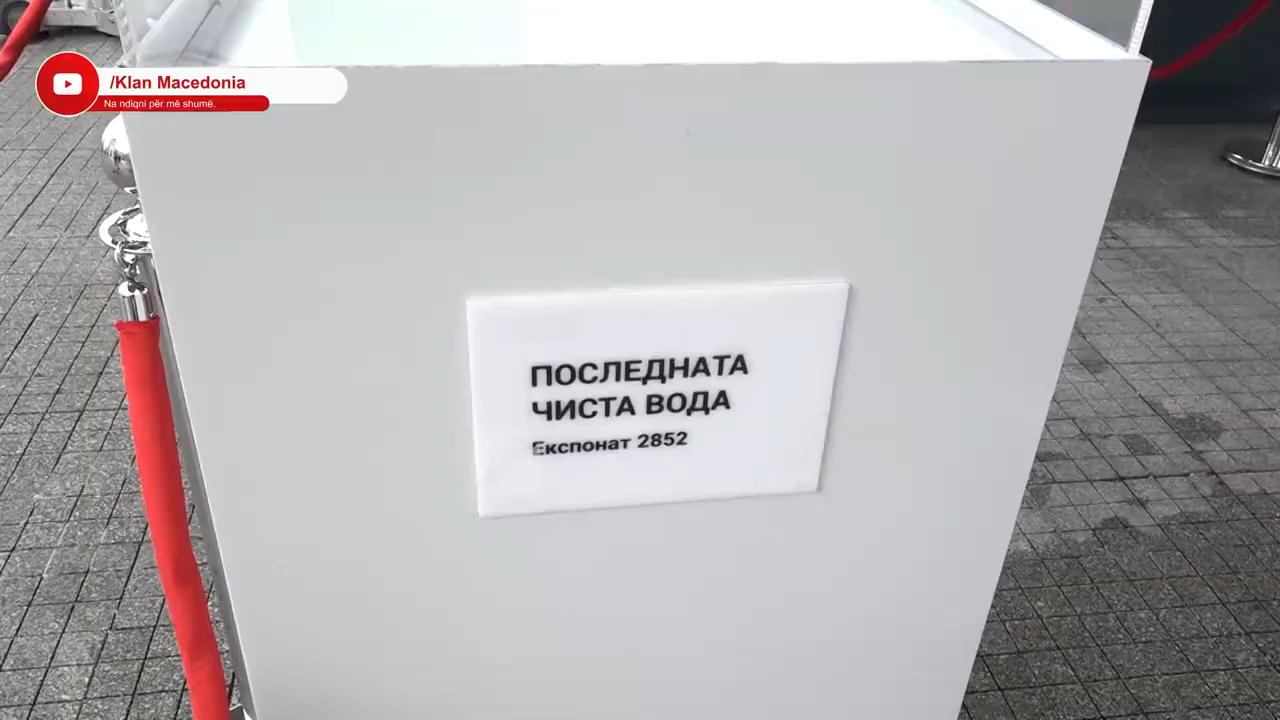 /Klan Macedonia
Na ndiqni për më shumë.
ПОСЛЕДНАТА
ЧИСТА ВОДА
Експонат 2852